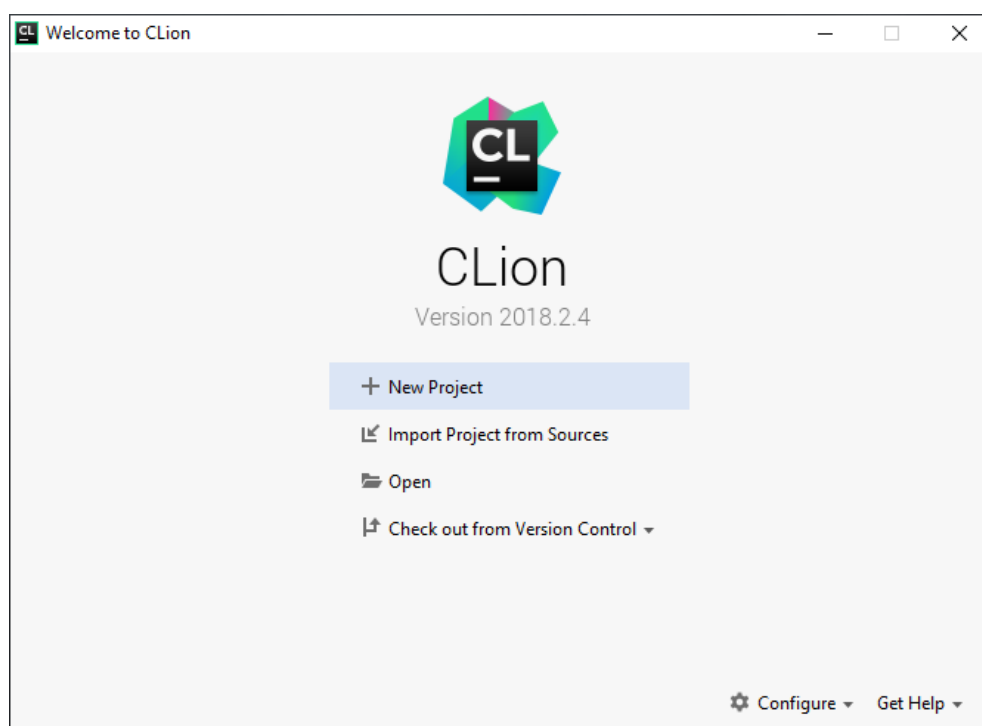 CL Welcome to CLion
CL
CLion
Version 2018.2.4
New Project
Import Project from Sources
Open
Check out from Version Control
Configure Get Help